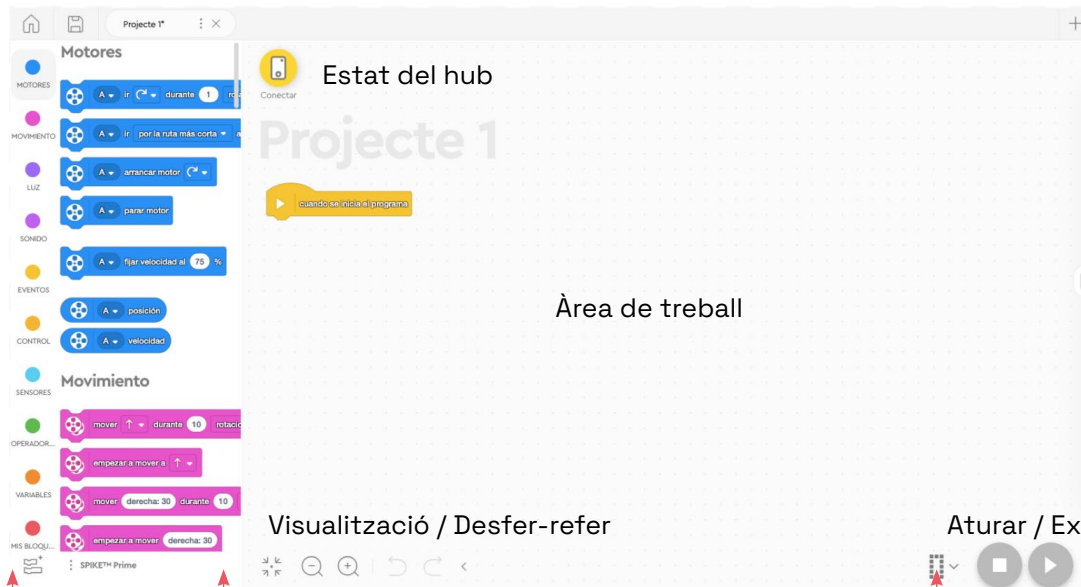 Projecte 1*
Motores
MOTORES
A ir durante 1
MOVIMIENTO
A ir por la ruta más corta
LUZ
A arrancar motor
A parar motor
SONIDO
A fijar velocidad al 75 %
EVENTOS
A posición
CONTROL
A velocidad
SENSORES
Movimiento
mover durante 10
OPERADOR...
empezar a mover a
VARIABLES
mover derecha: 30 durante 10
MIS BLOQU...
empezar a mover derecha: 30
SPIKE™ Prime
Conectar
Estat del hub
Projecte 1
cuando se inicia el programa
Àrea de treball
Visualització / Desfer-refer
Aturar / Ex